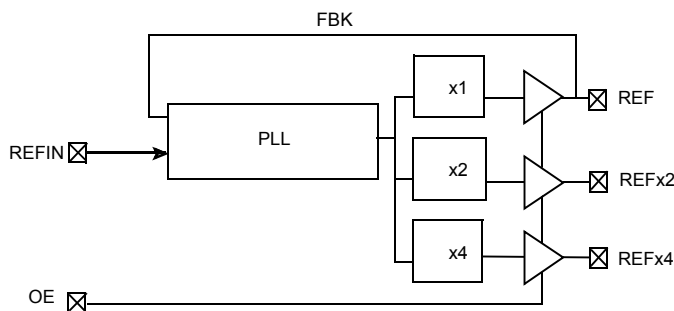 FBK
x1
REF
PLL
REFIN
x2
REFx2
x4
REFx4
OE